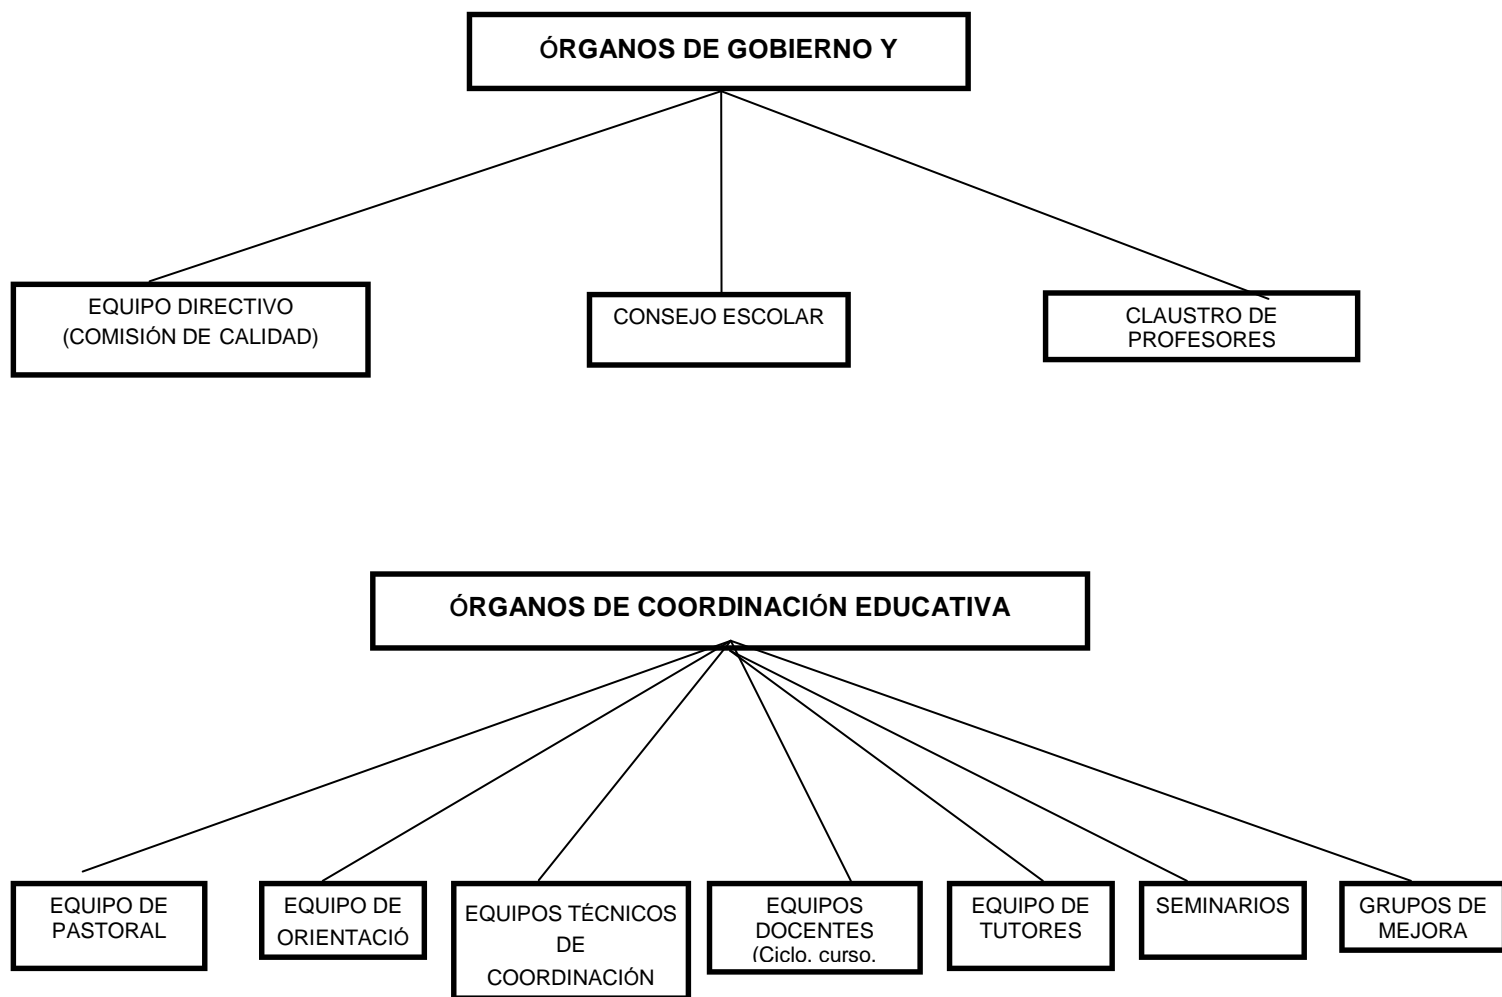 ÓRGANOS DE GOBIERNO Y
EQUIPO DIRECTIVO
(COMISIÓN DE CALIDAD)
CONSEJO ESCOLAR
CLAUSTRO DE
PROFESORES
ÓRGANOS DE COORDINACIÓN EDUCATIVA
EQUIPO DE
PASTORAL
EQUIPO DE
ORIENTACIÓ
EQUIPOS TÉCNICOS
DE
COORDINACIÓN
EQUIPOS
DOCENTES
(Ciclo. curso.
EQUIPO DE
TUTORES
SEMINARIOS
GRUPOS DE
MEJORA